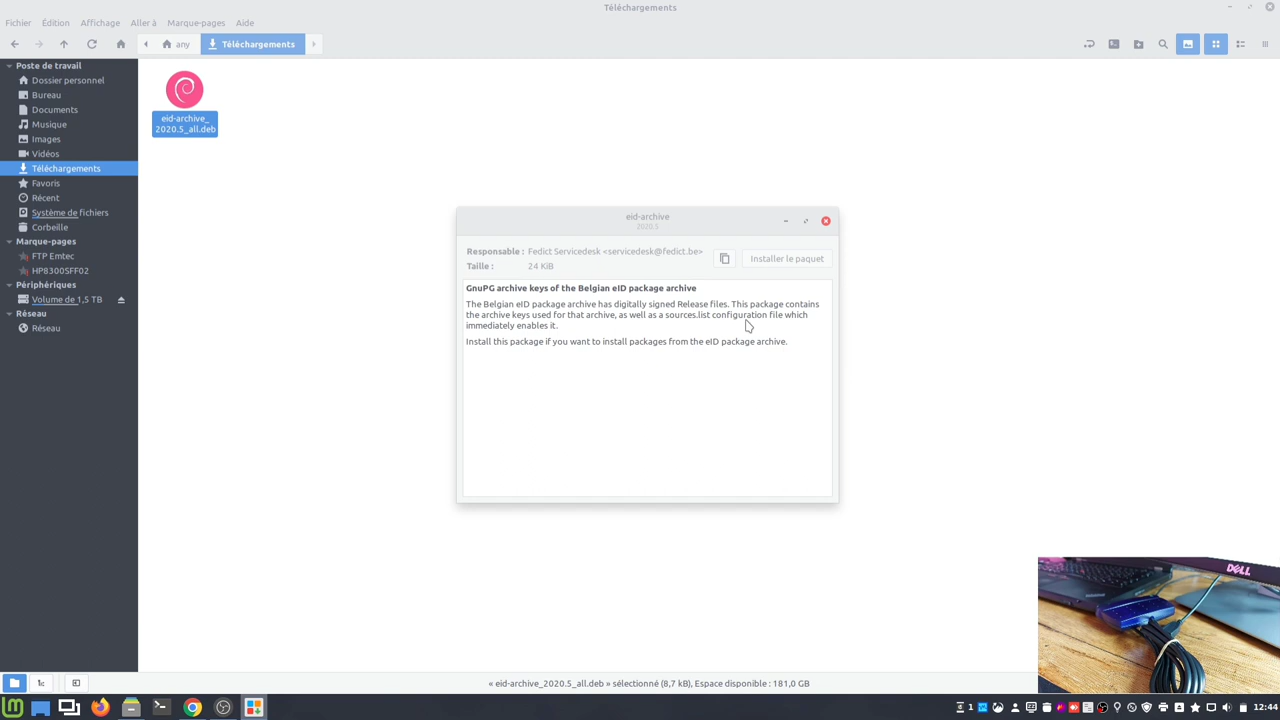 Téléchargements
Fichier Édition Affichage Aller à Marque-pages Aide
any Téléchargements
Poste de travail
Dossier personnel
Bureau
Documents
Musique
Images
Vidéos
Téléchargements
Favoris
Récent
Système de fichiers
Corbeille
Marque-pages
FTP Emtec
HP8300SFF02
Périphériques
Volume de 1,5 TB
Réseau
Réseau
eid-archive_
2020.5_all.deb
eid-archive
2020.5
Responsable : Fedict Servicedesk <servicedesk@fedict.be>
Installer le paquet
Taille : 24 KiB
GnuPG archive keys of the Belgian eID package archive
The Belgian eID package archive has digitally signed Release files. This package contains
the archive keys used for that archive, as well as a sources.list configuration file which
immediately enables it.
Install this package if you want to install packages from the eID package archive.
DELL
« eid-archive_2020.5_all.deb » sélectionné (8,7 kB), Espace disponible : 181,0 GB
1
12:44